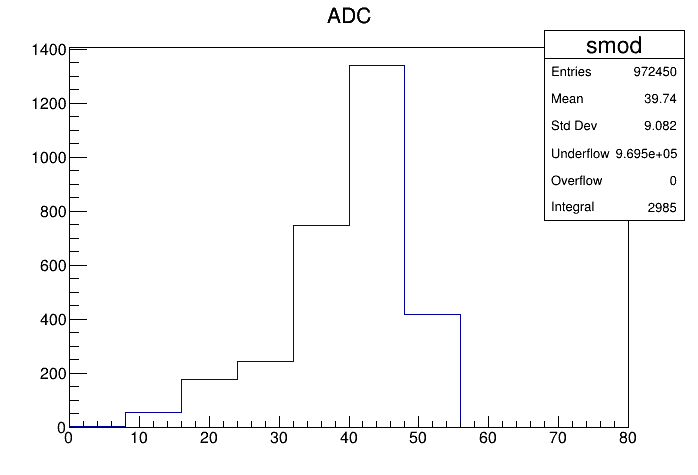 ADC
smod
Entries 972450
Mean 39.74
Std Dev 9.082
Underflow 9.695e+05
Overflow 0
Integral 2985
1400
1200
1000
800
600
400
200
0
0 10 20 30 40 50 60 70 80